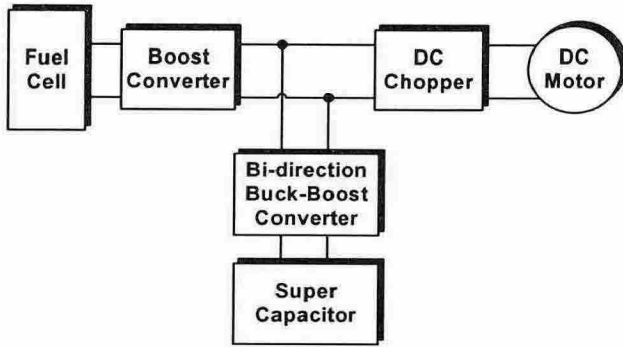 Fuel
Cell
Boost
Converter
DC
Chopper
DC
Motor
Bi-direction
Buck-Boost
Converter
Super
Capacitor